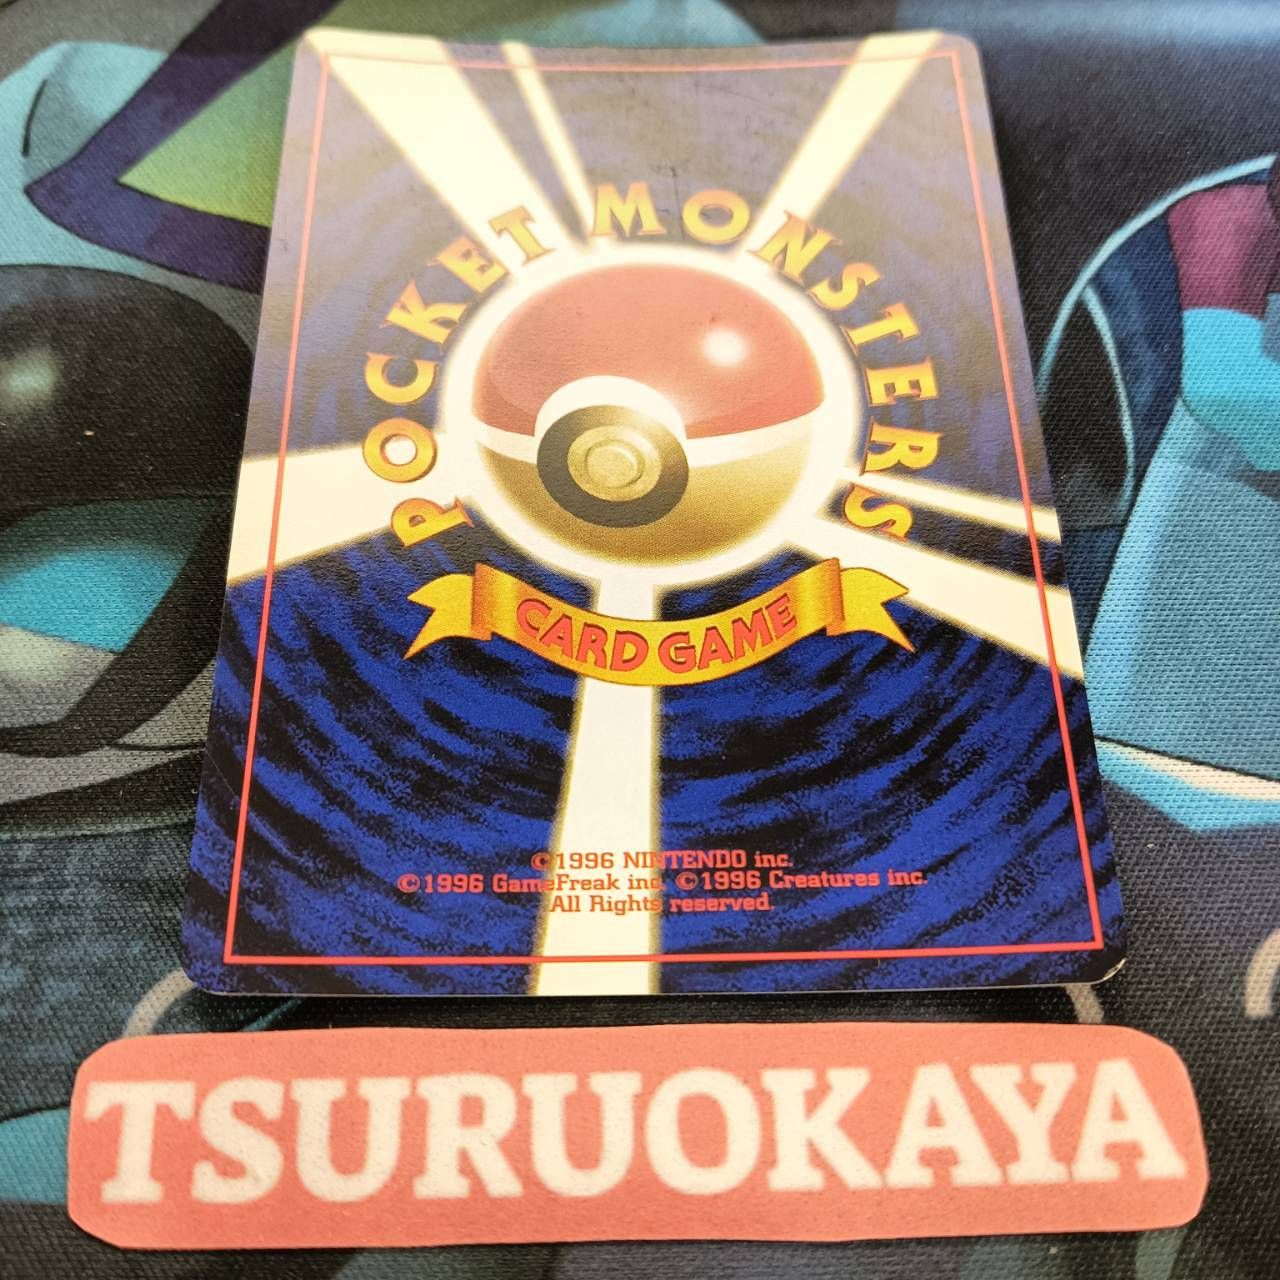 POCKET MONSTERS
CARD GAME
©1996 NINTENDO inc.
©1996 GameFreak inc. ©1996 Creatures inc.
All Rights reserved.
TSURUOKAYA